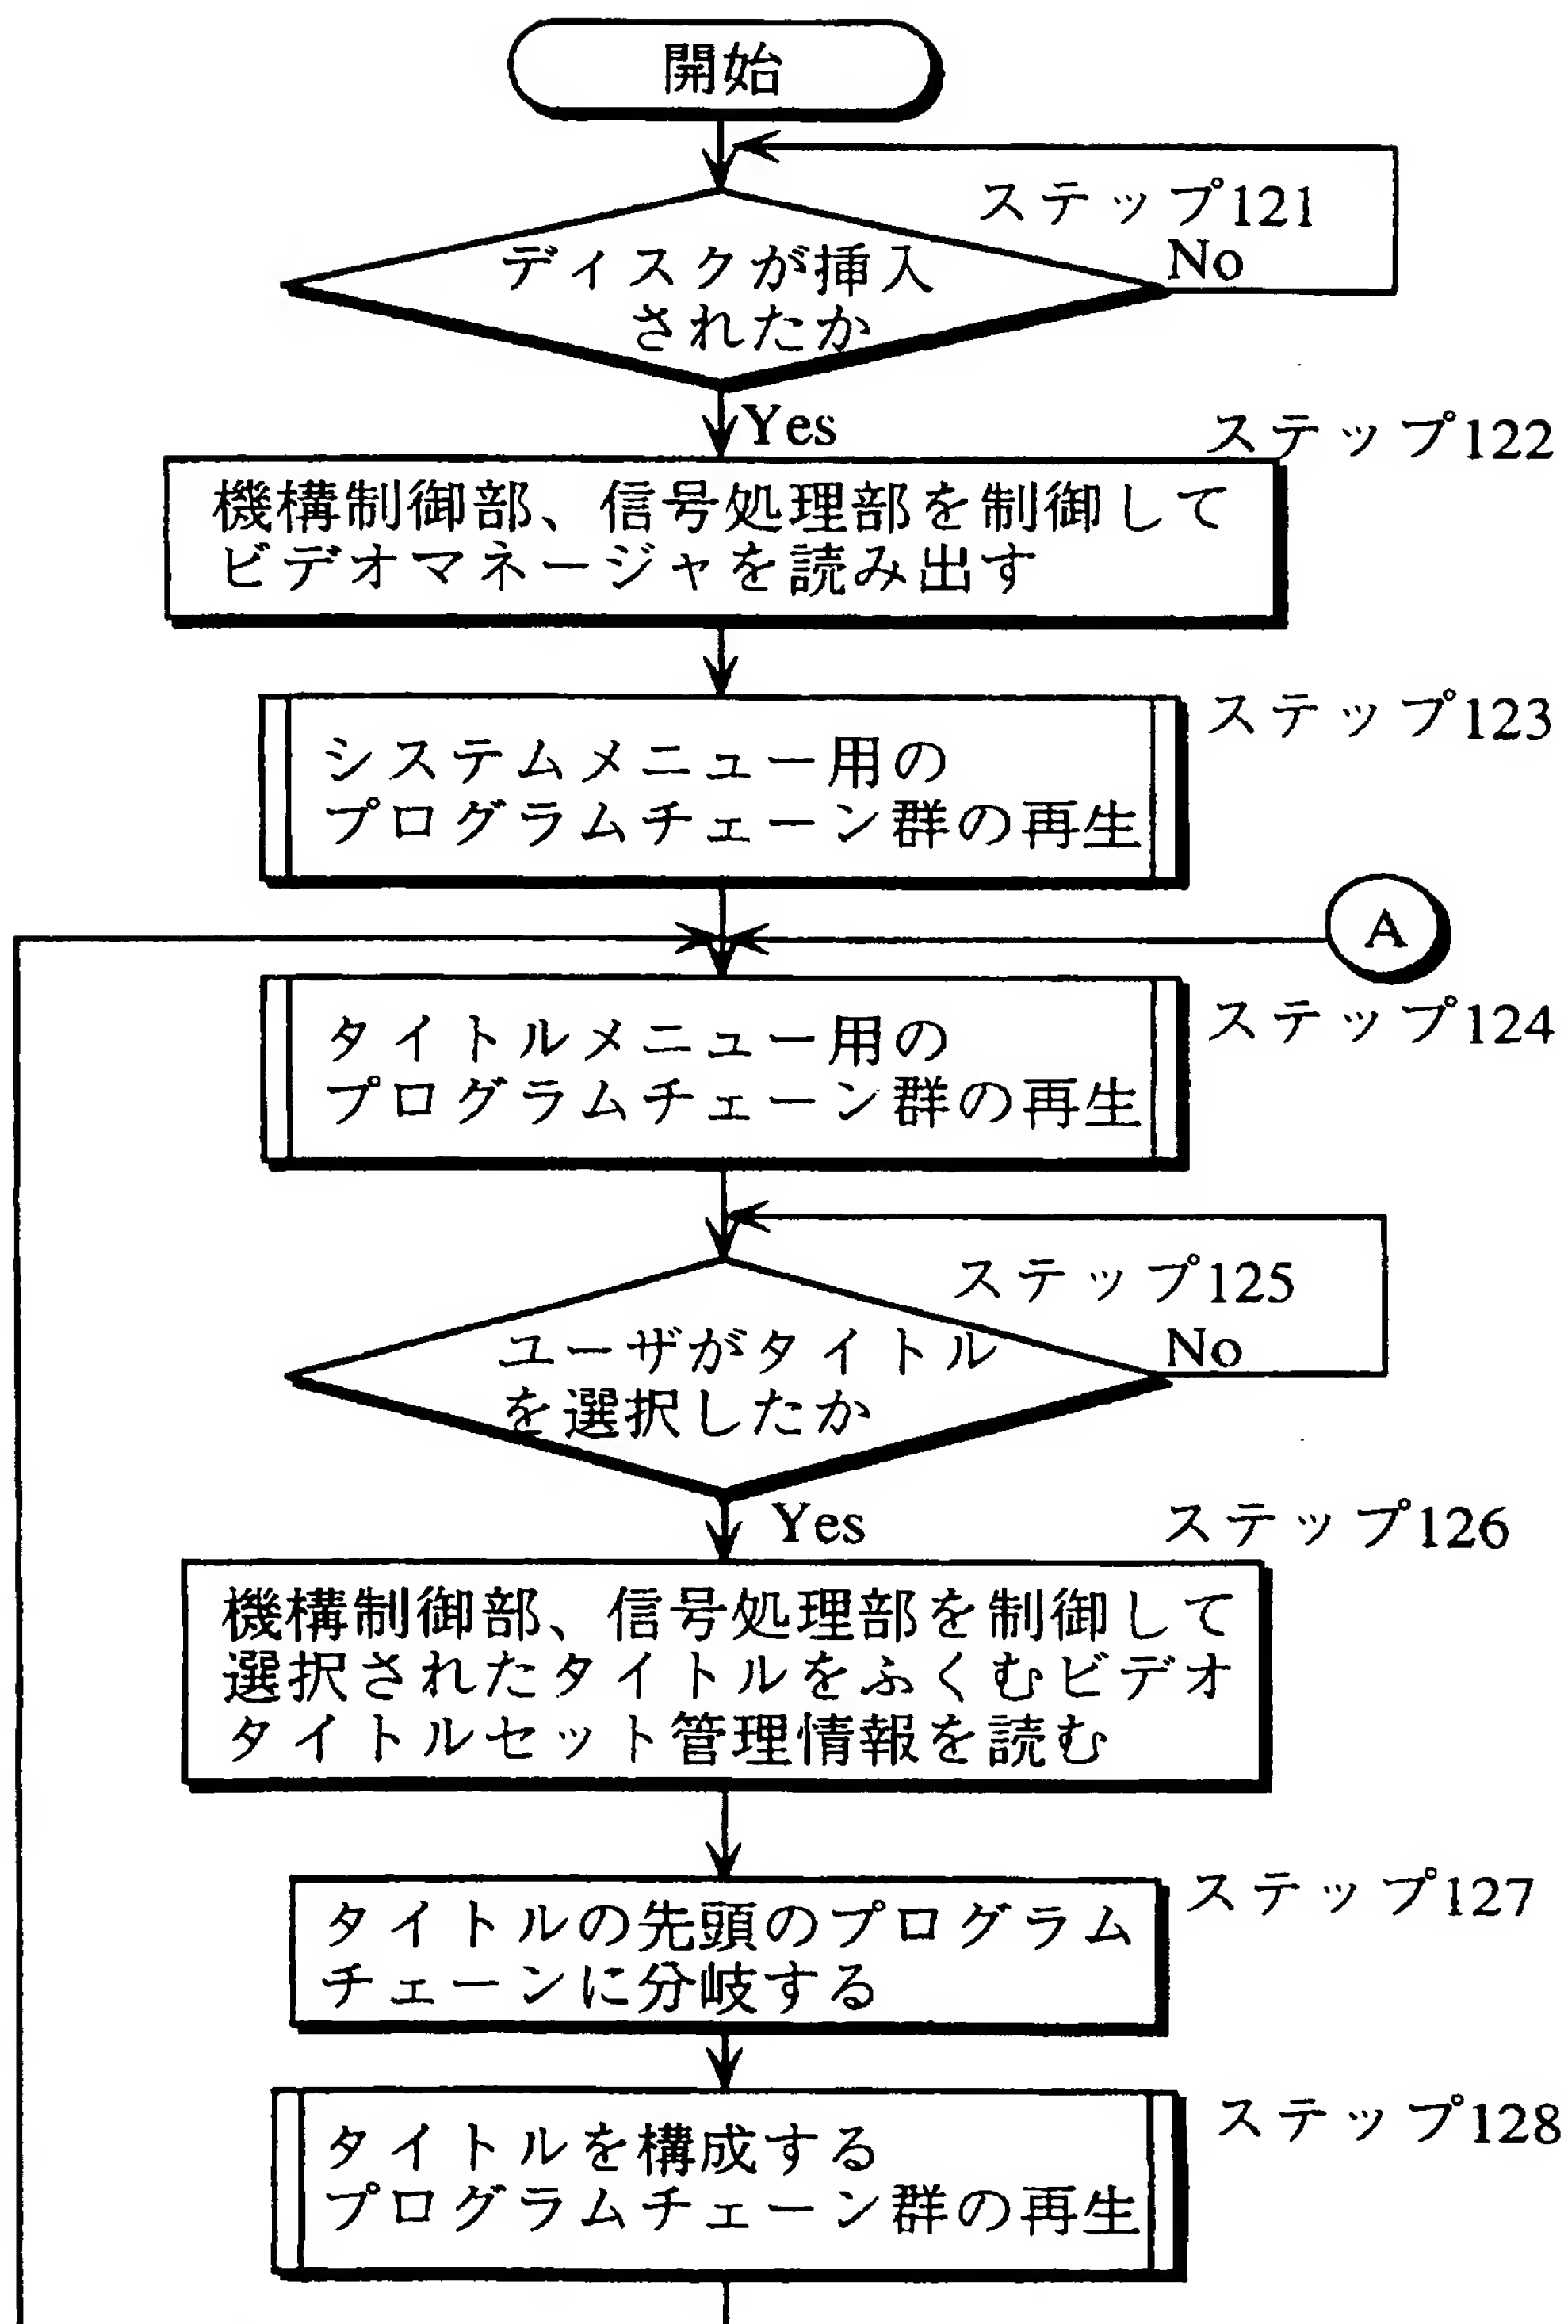 開始
ステップ121
ディスクが挿入
されたか
No
Yes
ステップ122
機構制御部、信号処理部を制御して
ビデオマネージャを読み出す
ステップ123
システムメニュー用の
プログラムチェーン群の再生
A
ステップ124
タイトルメニュー用の
プログラムチェーン群の再生
ステップ125
ユーザがタイトル
を選択したか
No
Yes
ステップ126
機構制御部、信号処理部を制御して
選択されたタイトルをふくむビデオ
タイトルセット管理情報を読む
ステップ127
タイトルの先頭のプログラム
チェーンに分岐する
ステップ128
タイトルを構成する
プログラムチェーン群の再生